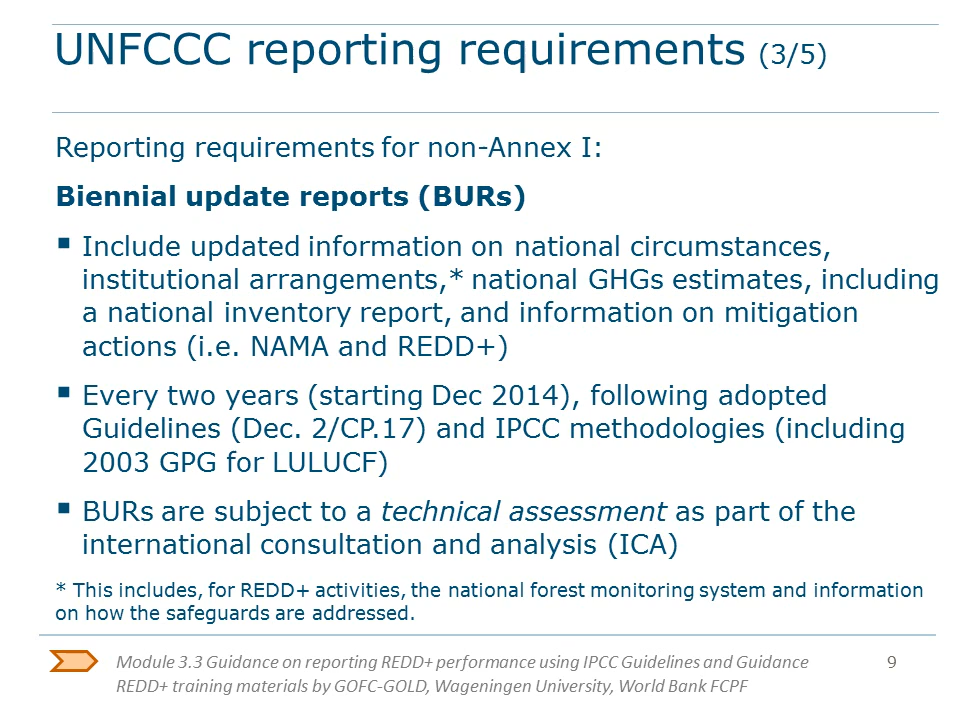 UNFCCC reporting requirements (3/5)
Reporting requirements for non-Annex I:
Biennial update reports (BURs)
▪ Include updated information on national circumstances,
institutional arrangements,* national GHGs estimates, including
a national inventory report, and information on mitigation
actions (i.e. NAMA and REDD+)
▪ Every two years (starting Dec 2014), following adopted
Guidelines (Dec. 2/CP.17) and IPCC methodologies (including
2003 GPG for LULUCF)
▪ BURs are subject to a technical assessment as part of the
international consultation and analysis (ICA)
* This includes, for REDD+ activities, the national forest monitoring system and information
on how the safeguards are addressed.
Module 3.3 Guidance on reporting REDD+ performance using IPCC Guidelines and Guidance 9
REDD+ training materials by GOFC-GOLD, Wageningen University, World Bank FCPF